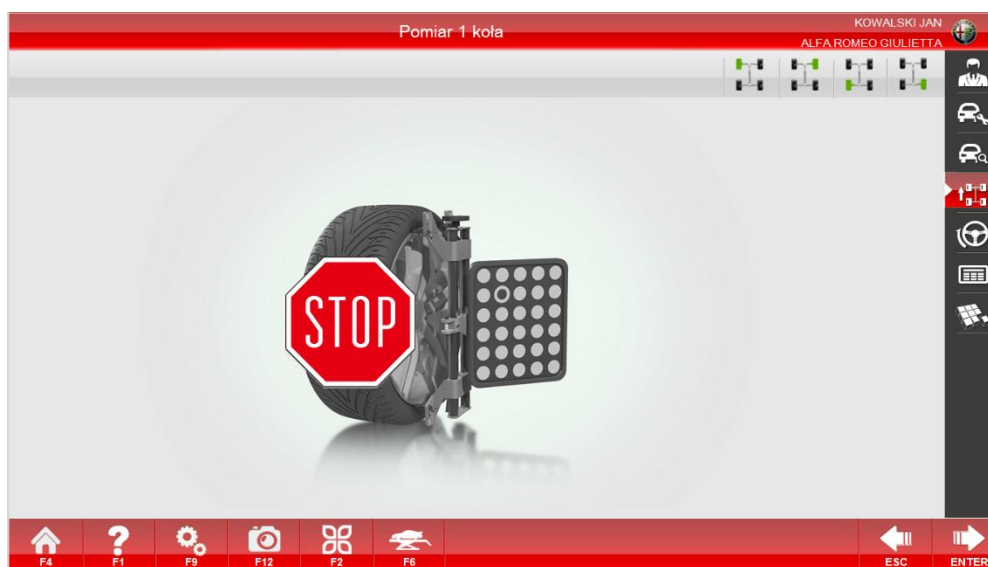 Pomiar 1 koła
KOWALSKI JAN
ALFA ROMEO GIULIETTA
STOP
F4
F1
F9
F12
F2
F6
ESC
ENTER